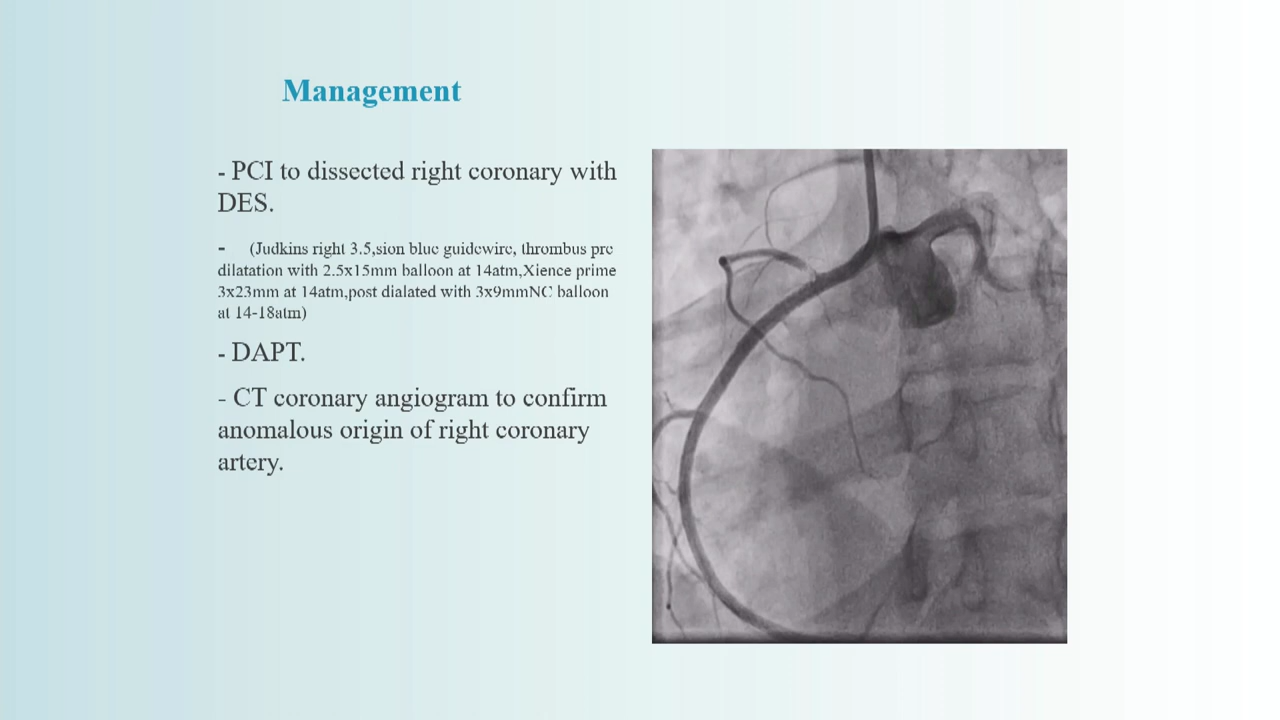 Management
- PCI to dissected right coronary with
DES.
- (Judkins right 3.5,sion blue guidewire, thrombus pre
dilatation with 2.5x15mm balloon at 14atm,Xience prime
3x23mm at 14atm,post dialated with 3x9mmNC balloon
at 14-18atm)
- DAPT.
- CT coronary angiogram to confirm
anomalous origin of right coronary
artery.